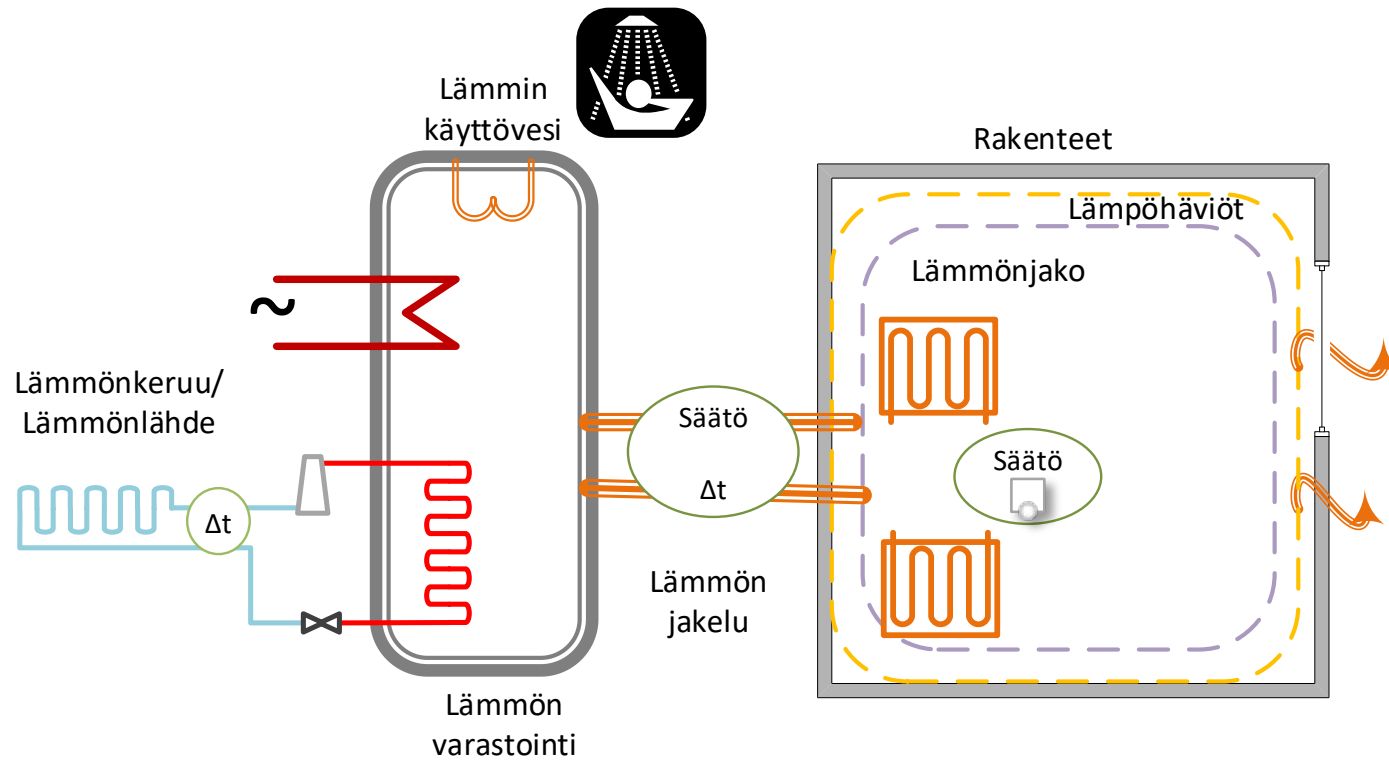 Lämmin
käyttövesi
Rakenteet
Lämpöhäviöt
Lämmönjako
~
Lämmönkeruu/
Lämmönlähde
Säätö
Δt
Säätö
Δt
Lämmön
jakelu
Lämmön
varastointi